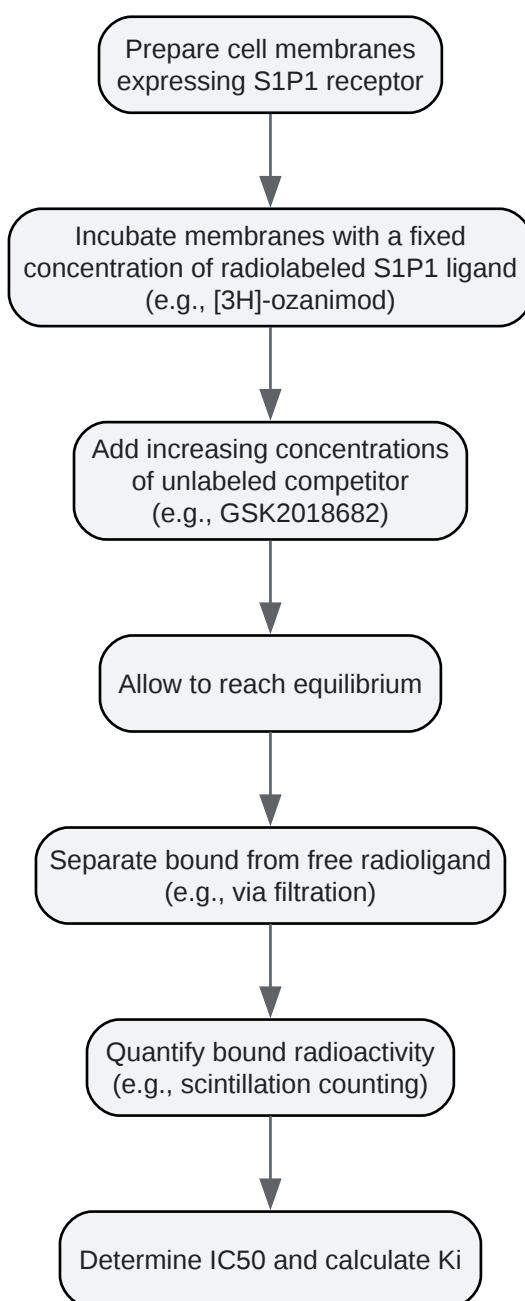 Prepare cell membranes
expressing S1P1 receptor
Incubate membranes with a fixed
concentration of radiolabeled S1P1 ligand
(e.g., [3H]-ozanimod)
Add increasing concentrations
of unlabeled competitor
(e.g., GSK2018682)
Allow to reach equilibrium
Separate bound from free radioligand
(e.g., via filtration)
Quantify bound radioactivity
(e.g., scintillation counting)
Determine IC50 and calculate Ki